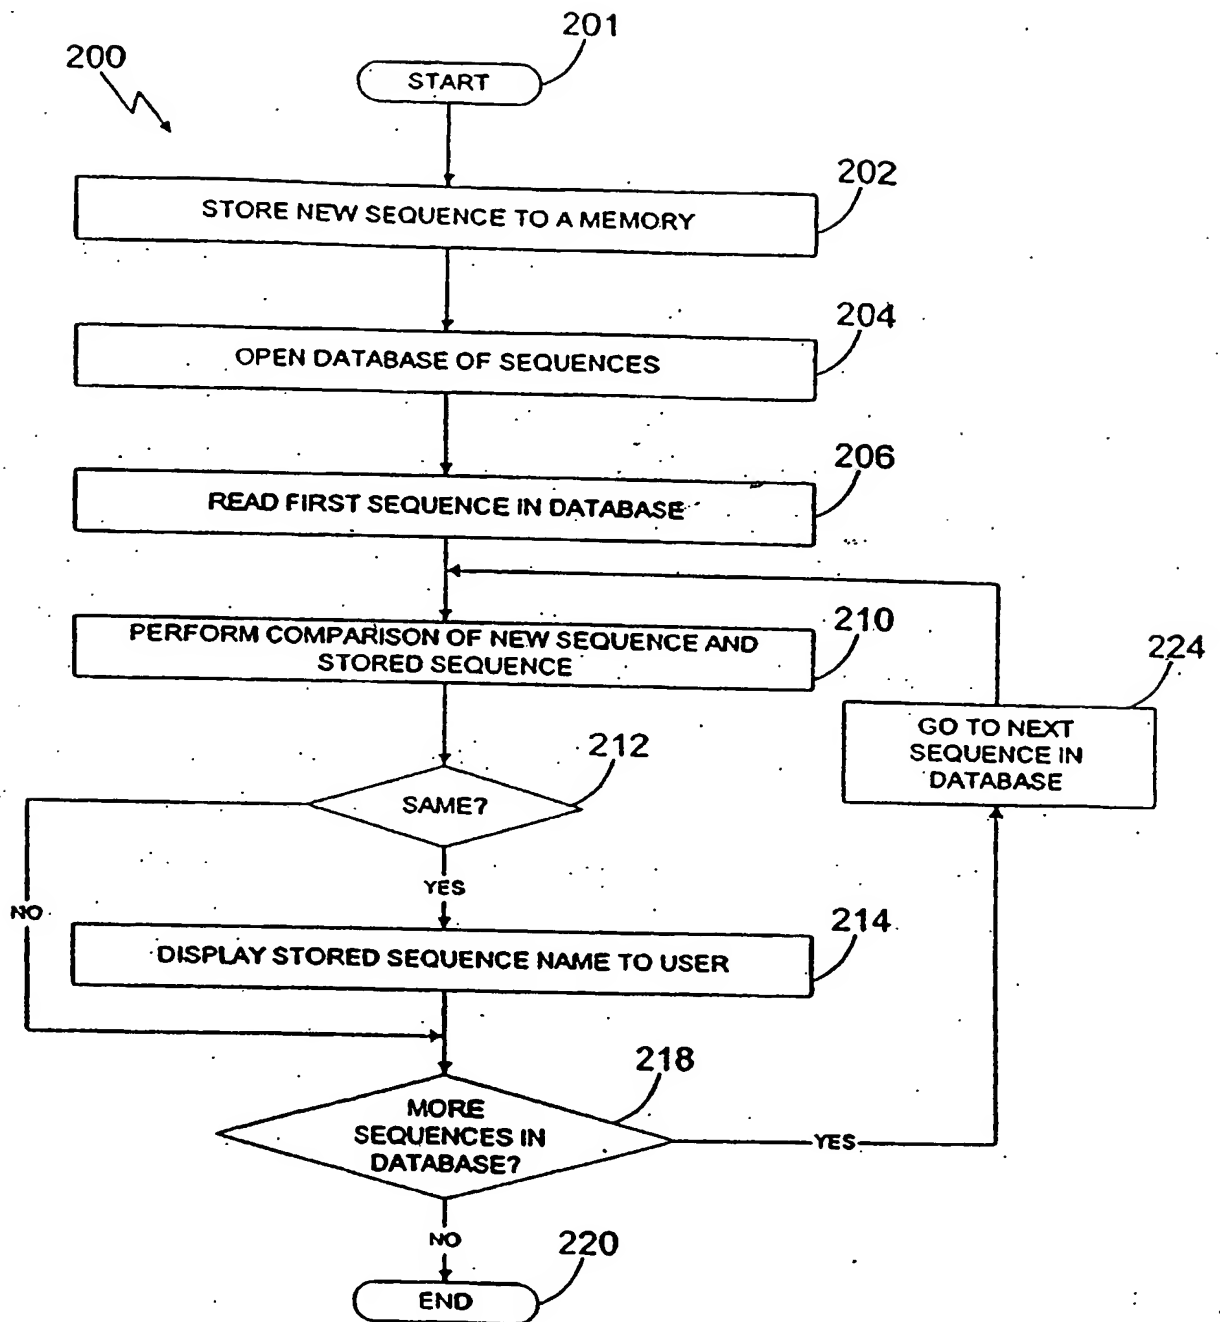 201
200
START
202
STORE NEW SEQUENCE TO A MEMORY
204
OPEN DATABASE OF SEQUENCES
206
READ FIRST SEQUENCE IN DATABASE
210
PERFORM COMPARISON OF NEW SEQUENCE AND
STORED SEQUENCE
224
GO TO NEXT
SEQUENCE IN
DATABASE
212
SAME?
YES
NO
214
DISPLAY STORED SEQUENCE NAME TO USER
218
MORE
SEQUENCES IN
DATABASE?
YES
NO
220
END